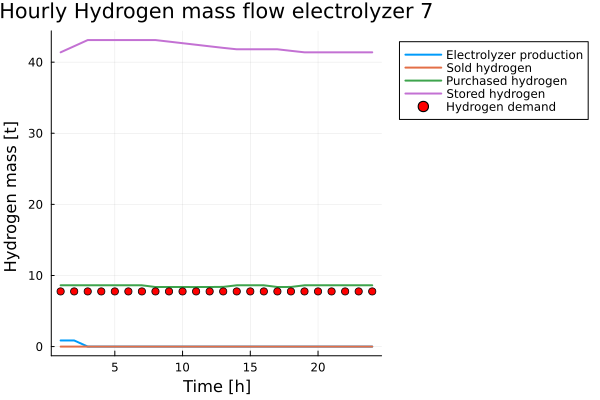 Hourly Hydrogen mass flow electrolyzer 7
Hydrogen mass [t]
40
30
20
10
0
5
10
15
20
Time [h]
Electrolyzer production
Sold hydrogen
Purchased hydrogen
Stored hydrogen
Hydrogen demand